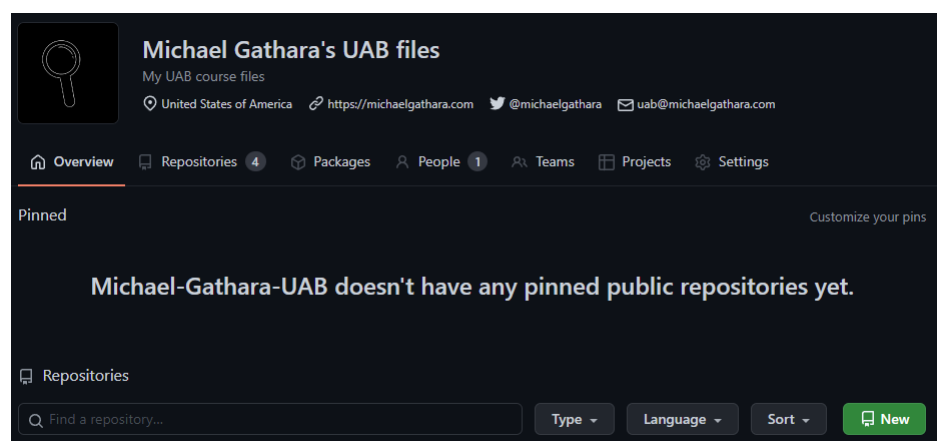 Michael Gathara's UAB files
My UAB course files
United States of America https://michaelgathara.com @michaelgathara uab@michaelgathara.com
Overview Repositories 4 Packages People 1 Teams Projects Settings
Pinned Customize your pins
Michael-Gathara-UAB doesn't have any pinned public repositories yet.
Repositories
Find a repository... Type Language Sort New